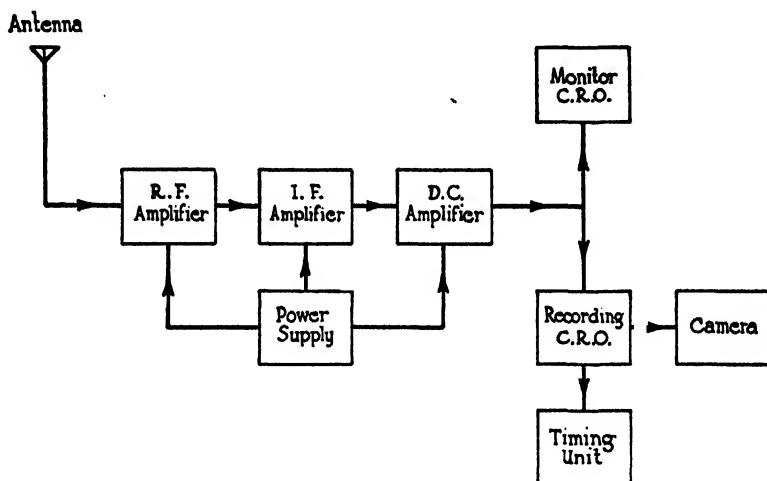 Antenna
Monitor
C.R.O.
R.F.
Amplifier
I.F.
Amplifier
D.C.
Amplifier
Power
Supply
Recording
C.R.O.
Camera
Timing
Unit